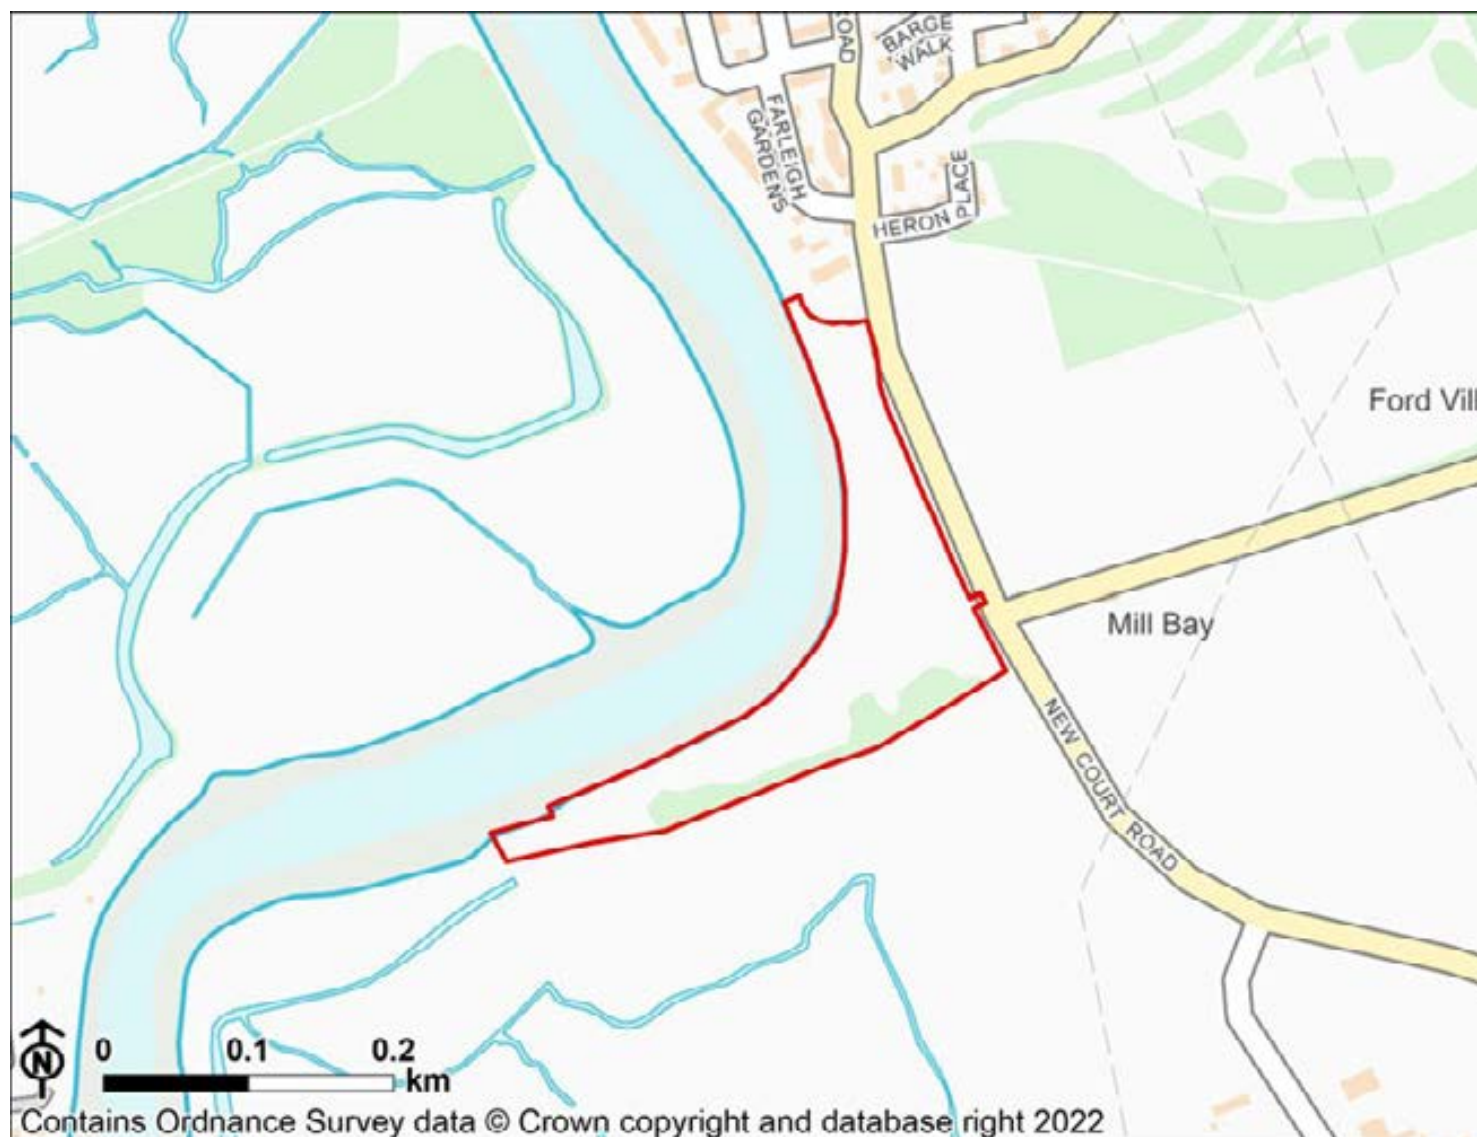 ROAD
BARGE
WALK
FARLEIGH
GARDENS
HERON PLACE
Ford Vill
Mill Bay
NEW COURT ROAD
N
0 0.1 0.2
km
Contains Ordnance Survey data © Crown copyright and database right 2022